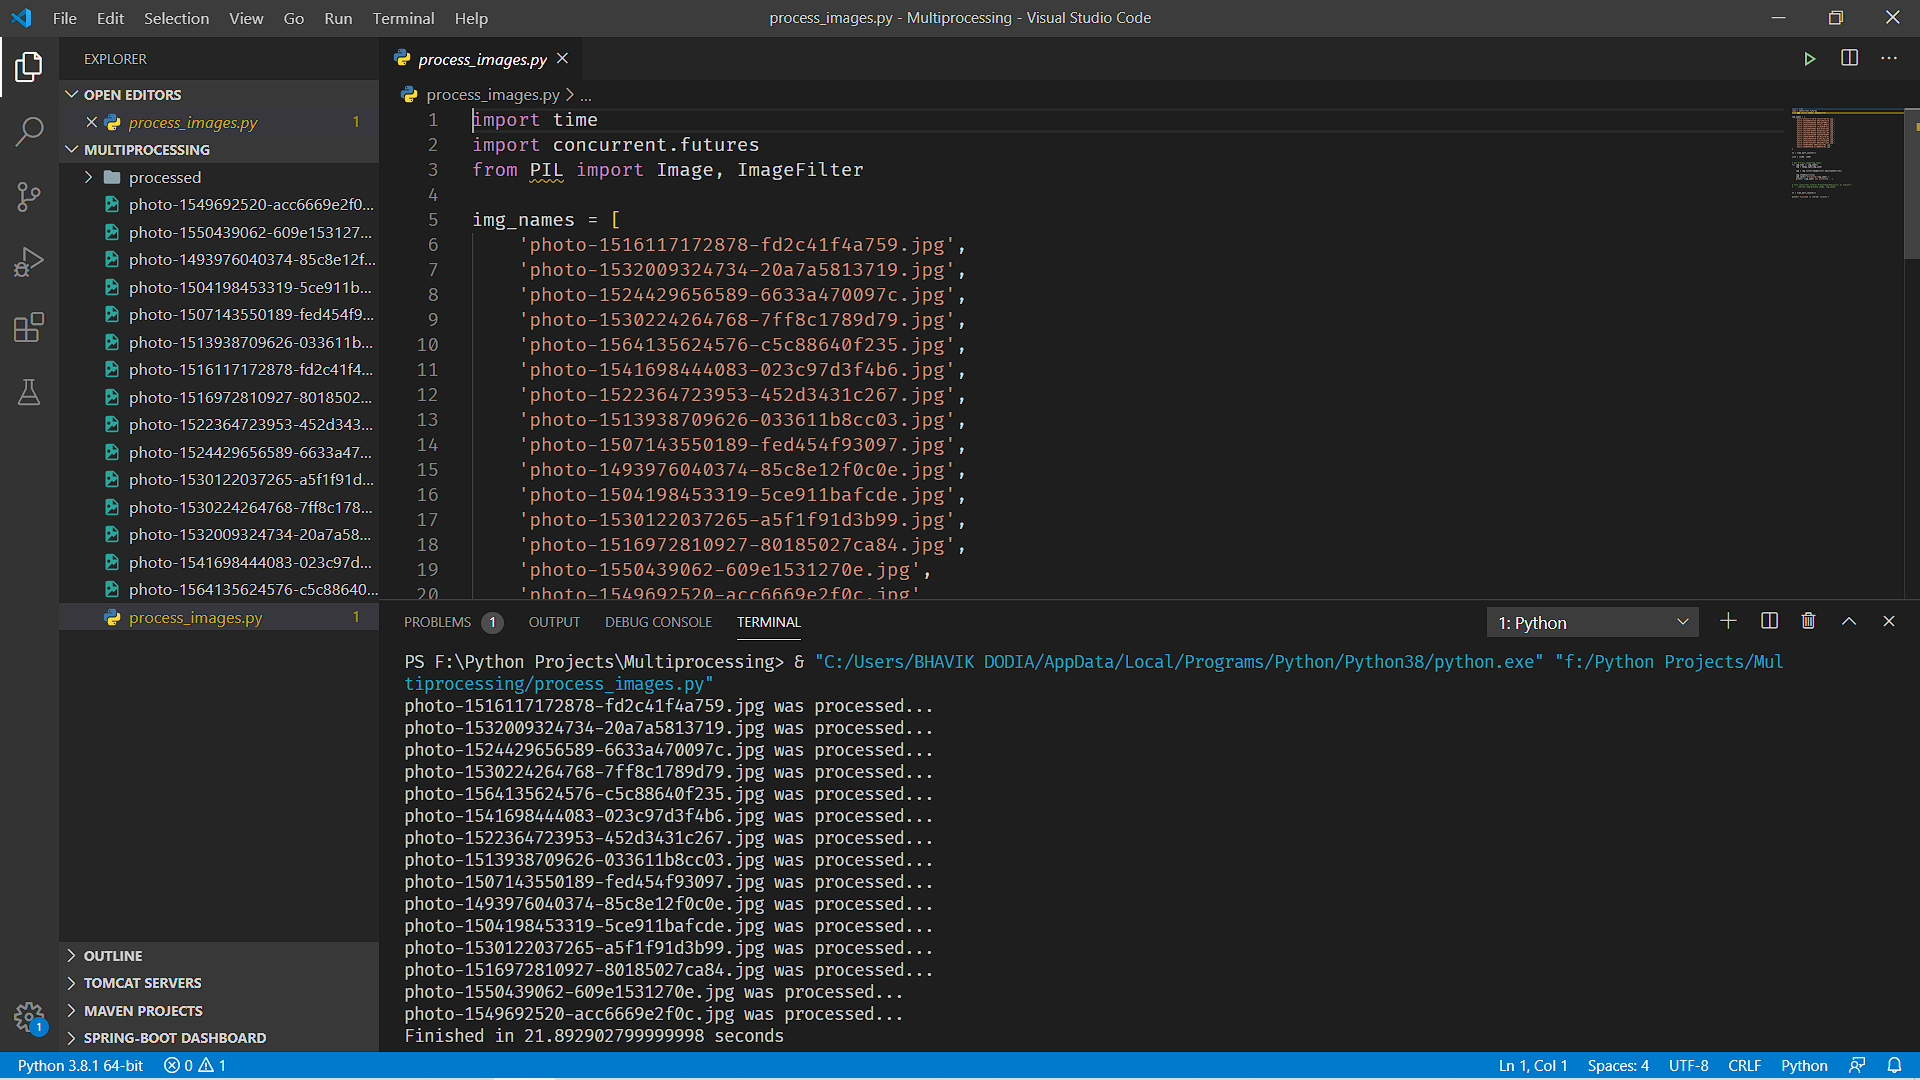 File Edit Selection View Go Run Terminal Help
process_images.py - Multiprocessing - Visual Studio Code
EXPLORER
OPEN EDITORS
process_images.py 1
MULTIPROCESSING
processed
photo-1549692520-acc6669e2f0...
photo-1550439062-609e153127...
photo-1493976040374-85c8e12f...
photo-1504198453319-5ce911b...
photo-1507143550189-fed454f9...
photo-1513938709626-033611b...
photo-1516117172878-fd2c41f4...
photo-1516972810927-8018502...
photo-1522364723953-452d343...
photo-1524429656589-6633a47...
photo-1530122037265-a5f1f91d...
photo-1530224264768-7ff8c178...
photo-1532009324734-20a7a58...
photo-1541698444083-023c97d...
photo-1564135624576-c5c88640...
process_images.py 1
OUTLINE
TOMCAT SERVERS
MAVEN PROJECTS
SPRING-BOOT DASHBOARD
1
process_images.py
process_images.py > ...
1 import time
2 import concurrent.futures
3 from PIL import Image, ImageFilter
4
5 img_names = [
6 'photo-1516117172878-fd2c41f4a759.jpg',
7 'photo-1532009324734-20a7a5813719.jpg',
8 'photo-1524429656589-6633a470097c.jpg',
9 'photo-1530224264768-7ff8c1789d79.jpg',
10 'photo-1564135624576-c5c88640f235.jpg',
11 'photo-1541698444083-023c97d3f4b6.jpg',
12 'photo-1522364723953-452d3431c267.jpg',
13 'photo-1513938709626-033611b8cc03.jpg',
14 'photo-1507143550189-fed454f93097.jpg',
15 'photo-1493976040374-85c8e12f0c0e.jpg',
16 'photo-1504198453319-5ce911bafcde.jpg',
17 'photo-1530122037265-a5f1f91d3b99.jpg',
18 'photo-1516972810927-80185027ca84.jpg',
19 'photo-1550439062-609e1531270e.jpg',
20 'photo-1549692520-acc6669e2f0c.jpg'
PROBLEMS 1 OUTPUT DEBUG CONSOLE TERMINAL 1: Python
PS F:\Python Projects\Multiprocessing> & "C:/Users/BHAVIK DODIA/AppData/Local/Programs/Python/Python38/python.exe" "f:/Python Projects/Mul
tiprocessing/process_images.py"
photo-1516117172878-fd2c41f4a759.jpg was processed...
photo-1532009324734-20a7a5813719.jpg was processed...
photo-1524429656589-6633a470097c.jpg was processed...
photo-1530224264768-7ff8c1789d79.jpg was processed...
photo-1564135624576-c5c88640f235.jpg was processed...
photo-1541698444083-023c97d3f4b6.jpg was processed...
photo-1522364723953-452d3431c267.jpg was processed...
photo-1513938709626-033611b8cc03.jpg was processed...
photo-1507143550189-fed454f93097.jpg was processed...
photo-1493976040374-85c8e12f0c0e.jpg was processed...
photo-1504198453319-5ce911bafcde.jpg was processed...
photo-1530122037265-a5f1f91d3b99.jpg was processed...
photo-1516972810927-80185027ca84.jpg was processed...
photo-1550439062-609e1531270e.jpg was processed...
photo-1549692520-acc6669e2f0c.jpg was processed...
Finished in 21.892902799999998 seconds
Python 3.8.1 64-bit 0 1 Ln 1, Col 1 Spaces: 4 UTF-8 CRLF Python